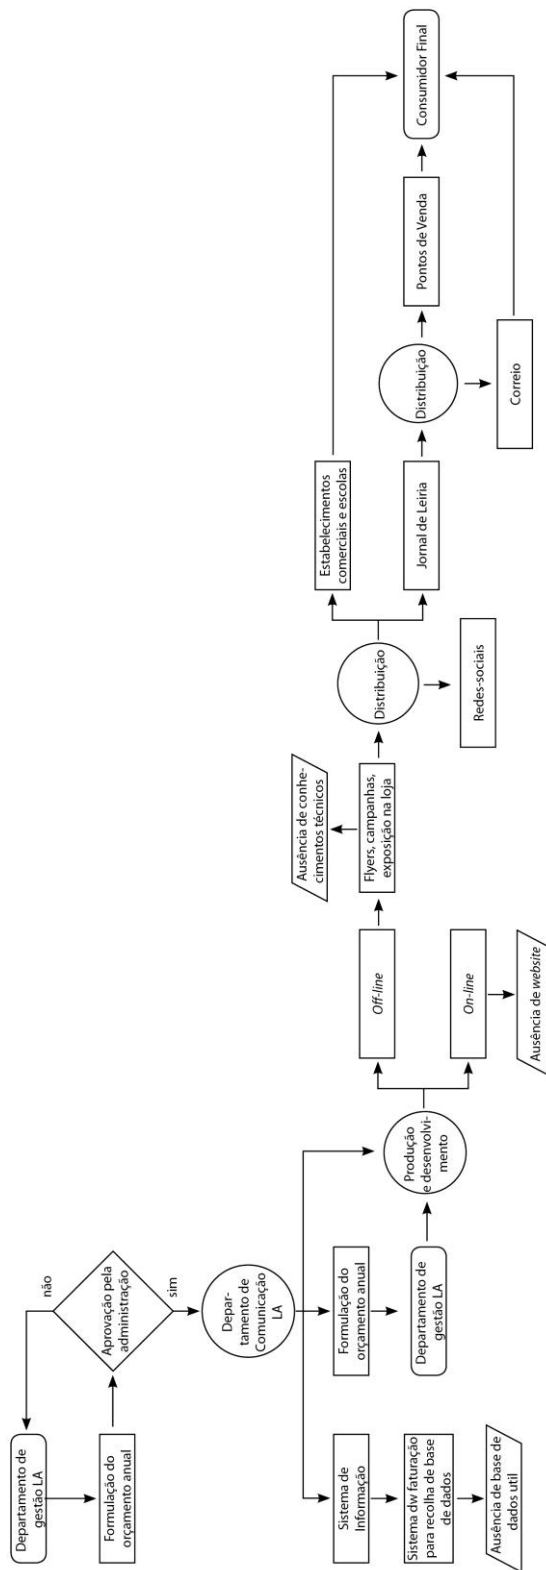 Departamento de
gestão LA
Formulação do
orçamento anual
Aprovação pela
administração
não
sim
Depar-
tamento de
Comunicação
LA
Sistema de
Informação
Sistema dw faturação
para recolha de base
de dados
Ausência de base de
dados util
Formulação do
orçamento anual
Departamento de
gestão LA
Produção
e desenvolvi-
mento
Off-line
On-line
Ausência de website
Flyers, campanhas,
exposição na loja
Ausência de conhe-
cimentos técnicos
Distribuição
Redes-sociais
Estabelecimentos
comerciais e escolas
Jornal de Leiria
Distribuição
Correio
Pontos de Venda
Consumidor Final